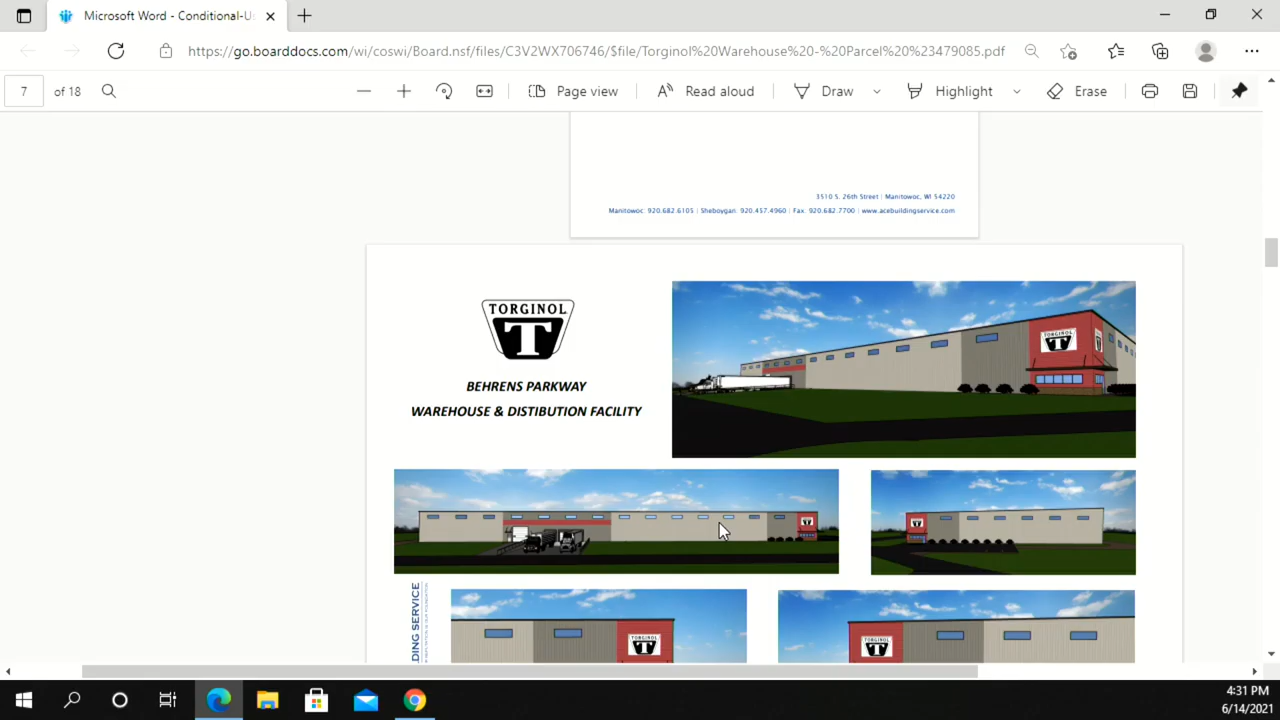 Microsoft Word - Conditional-Us
https://go.boarddocs.com/wi/coswi/Board.nsf/files/C3V2WX706746/$file/Torginol%20Warehouse%20-%20Parcel%20%23479085.pdf
7 of 18
Page view
Read aloud
Draw
Highlight
Erase
3510 S. 26th Street | Manitowoc, WI 54220
Manitowoc: 920.682.6105 | Sheboygan: 920.457.4960 | Fax: 920.682.7700 | www.acebuildingservice.com
TORGINOL
T
BEHRENS PARKWAY
WAREHOUSE & DISTIBUTION FACILITY
TORGINOL
T
TORGINOL
T
TORGINOL
T
LDING SERVICE
4:31 PM
6/14/2021